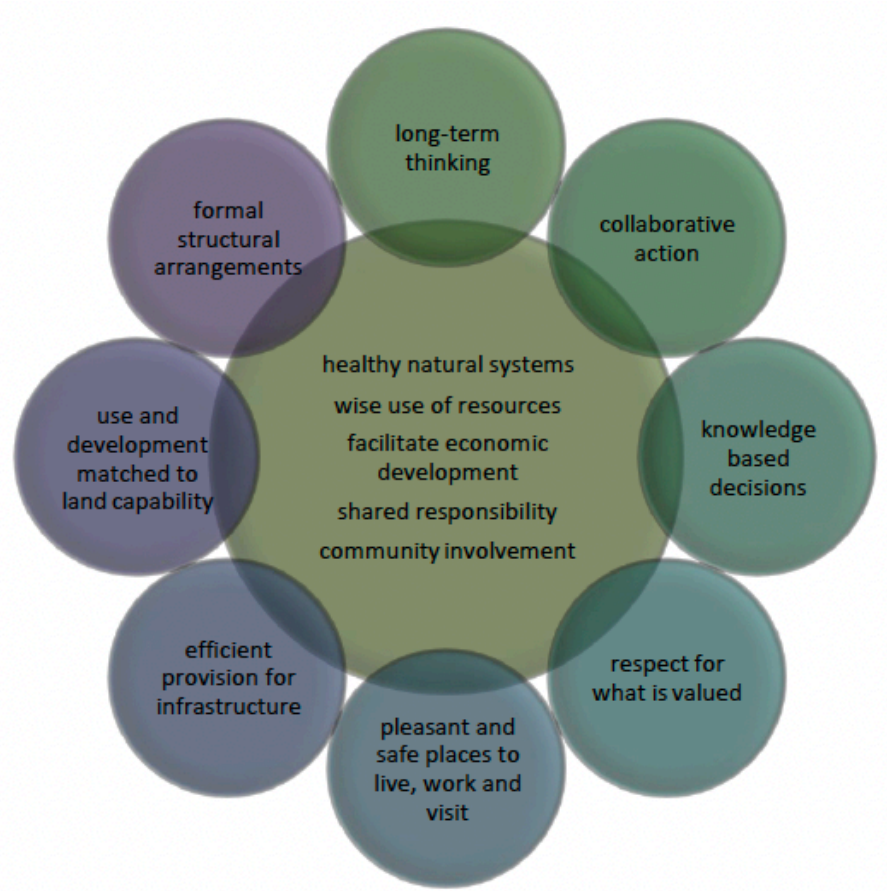 long-term
thinking
collaborative
action
knowledge
based
decisions
respect for
what is valued
pleasant and
safe places to
live, work and
visit
efficient
provision for
infrastructure
use and
development
matched to
land capability
formal
structural
arrangements
healthy natural systems
wise use of resources
facilitate economic
development
shared responsibility
community involvement